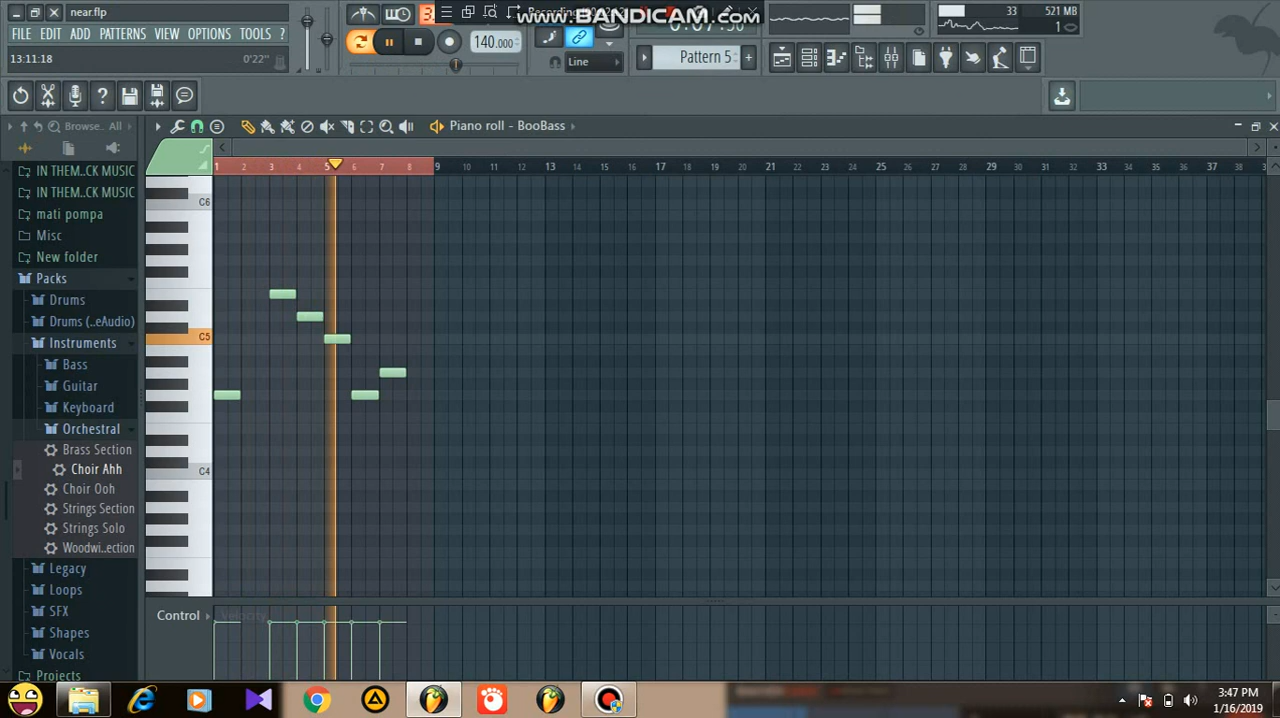 near.flp
www.BANDICAM.com
FILE EDIT ADD PATTERNS VIEW OPTIONS TOOLS ?
140.000
33
521 MB
1
13:11:18
0'22"
Line
Pattern 5
Browse.. All
Piano roll - BooBass
IN THEM..CK MUSIC
IN THEM..CK MUSIC
mati pompa
Misc
New folder
Packs
Drums
Drums (..eAudio)
Instruments
Bass
Guitar
Keyboard
Orchestral
Brass Section
Choir Ahh
Choir Ooh
Strings Section
Strings Solo
Woodwi..ection
Legacy
Loops
SFX
Shapes
Vocals
Projects
1 2 3 4 5 6 7 8 9 10 11 12 13 14 15 16 17 18 19 20 21 22 23 24 25 26 27 28 29 30 31 32 33 34 35 36 37 38
C6
C5
C4
Control
Velocity
3:47 PM
1/16/2019